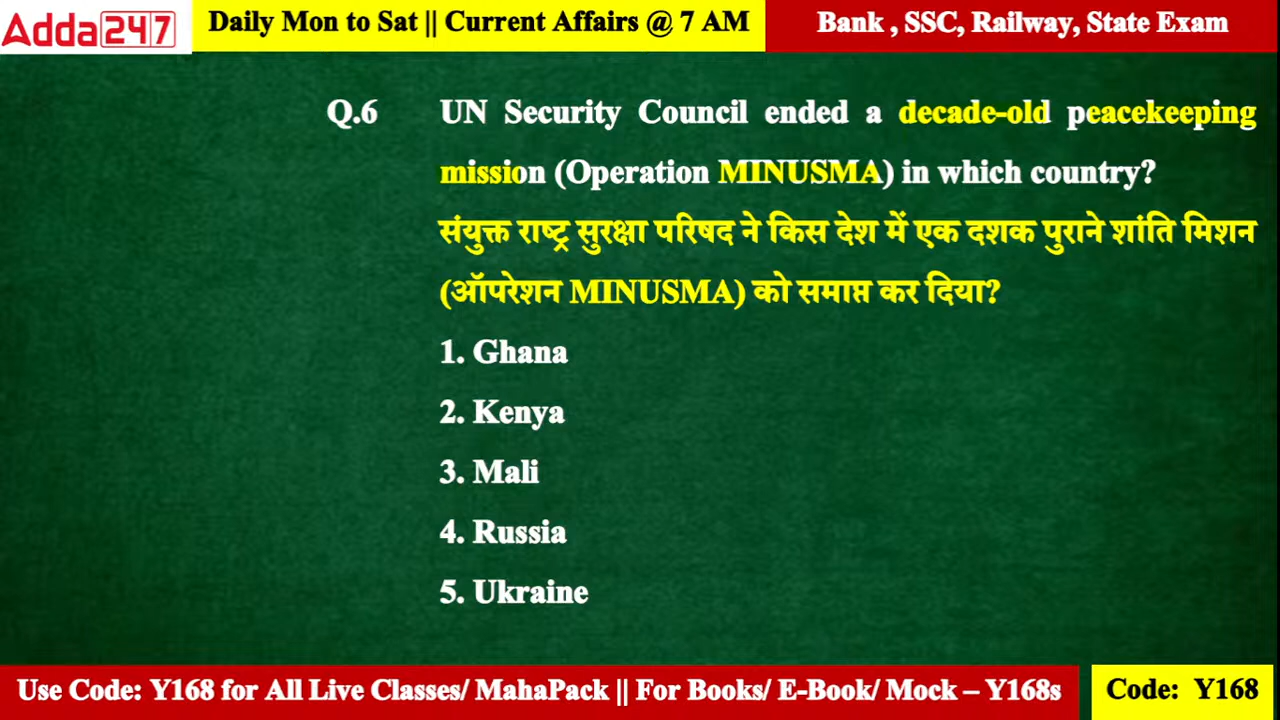 Adda247
Daily Mon to Sat || Current Affairs @ 7 AM
Bank , SSC, Railway, State Exam
Q.6 UN Security Council ended a decade-old peacekeeping
mission (Operation MINUSMA) in which country?
संयुक्त राष्ट्र सुरक्षा परिषद ने किस देश में एक दशक पुराने शांति मिशन
(ऑपरेशन MINUSMA) को समाप्त कर दिया?
1. Ghana
2. Kenya
3. Mali
4. Russia
5. Ukraine
Use Code: Y168 for All Live Classes/ MahaPack || For Books/ E-Book/ Mock – Y168s
Code: Y168